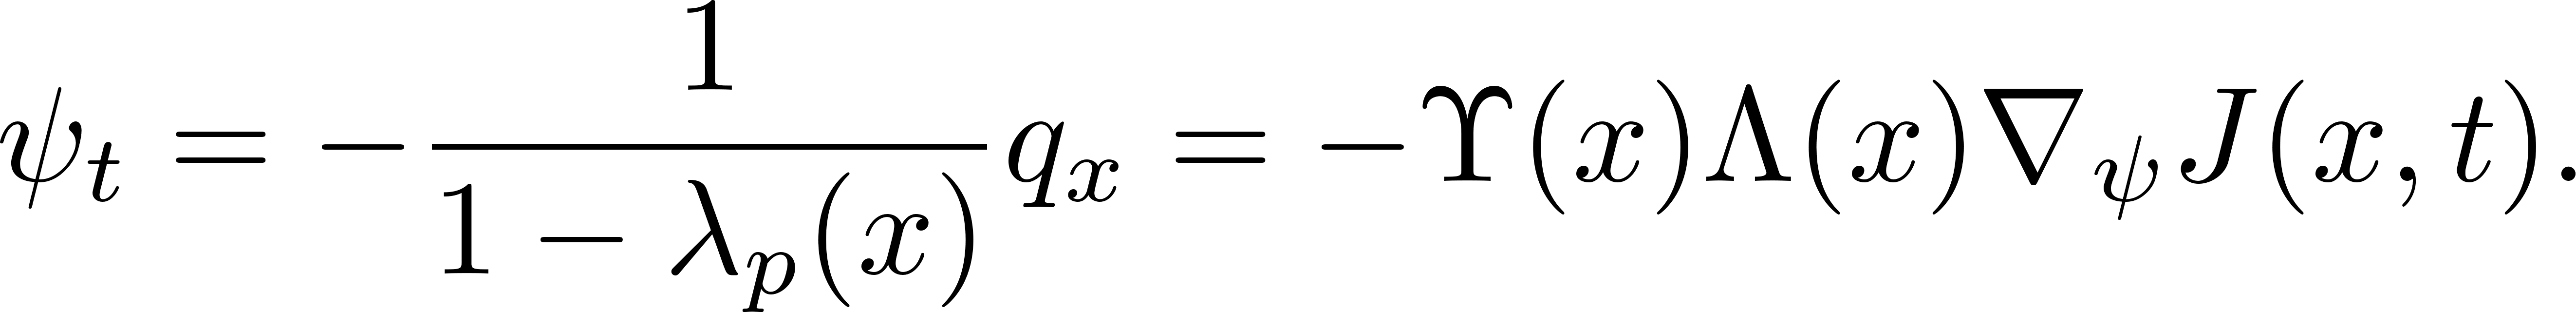 ψ_t = −\frac{1}{1 − λ_p(x)} q_x = −Υ(x)Λ(x)∇_ψ J(x, t).